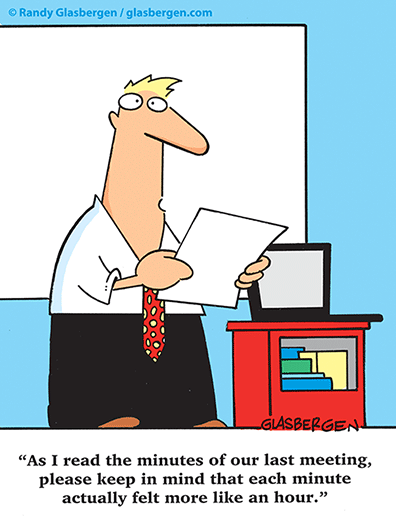 © Randy Glasbergen / glasbergen.com
GLASBERGEN
“As I read the minutes of our last meeting,
please keep in mind that each minute
actually felt more like an hour.”